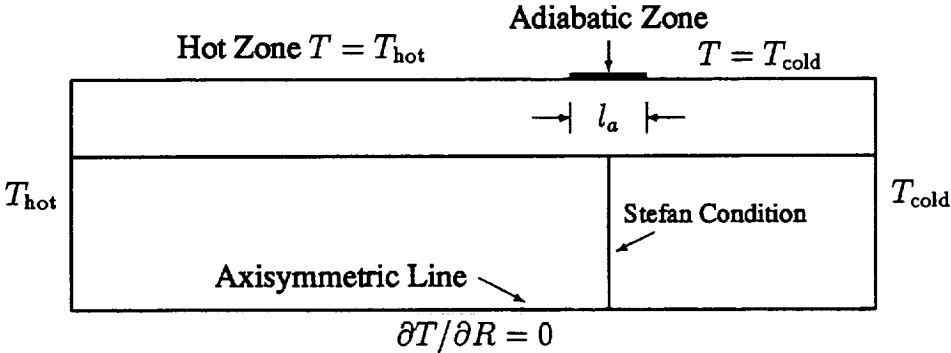 Adiabatic Zone
Hot Zone T = T_hot
T = T_cold
l_a
T_hot
T_cold
Stefan Condition
Axisymmetric Line
∂T/∂R = 0